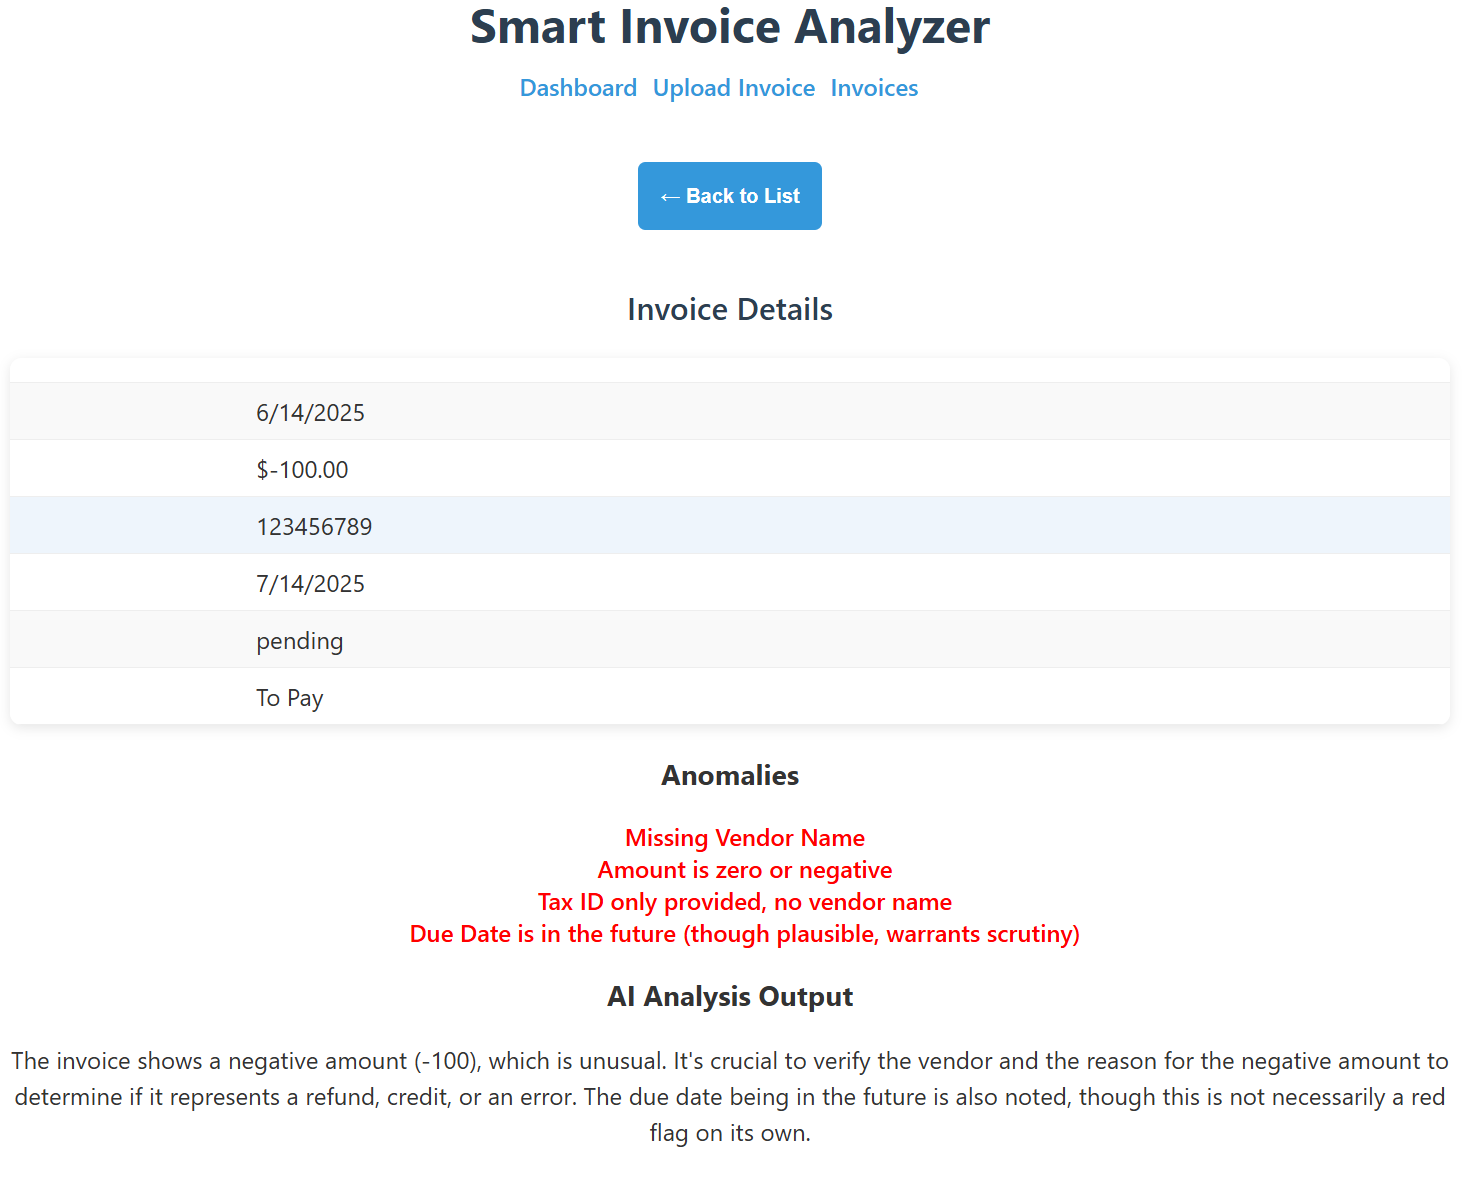 Smart Invoice Analyzer
Dashboard Upload Invoice Invoices
← Back to List
Invoice Details
6/14/2025
$-100.00
123456789
7/14/2025
pending
To Pay
Anomalies
Missing Vendor Name
Amount is zero or negative
Tax ID only provided, no vendor name
Due Date is in the future (though plausible, warrants scrutiny)
AI Analysis Output
The invoice shows a negative amount (-100), which is unusual. It's crucial to verify the vendor and the reason for the negative amount to
determine if it represents a refund, credit, or an error. The due date being in the future is also noted, though this is not necessarily a red
flag on its own.